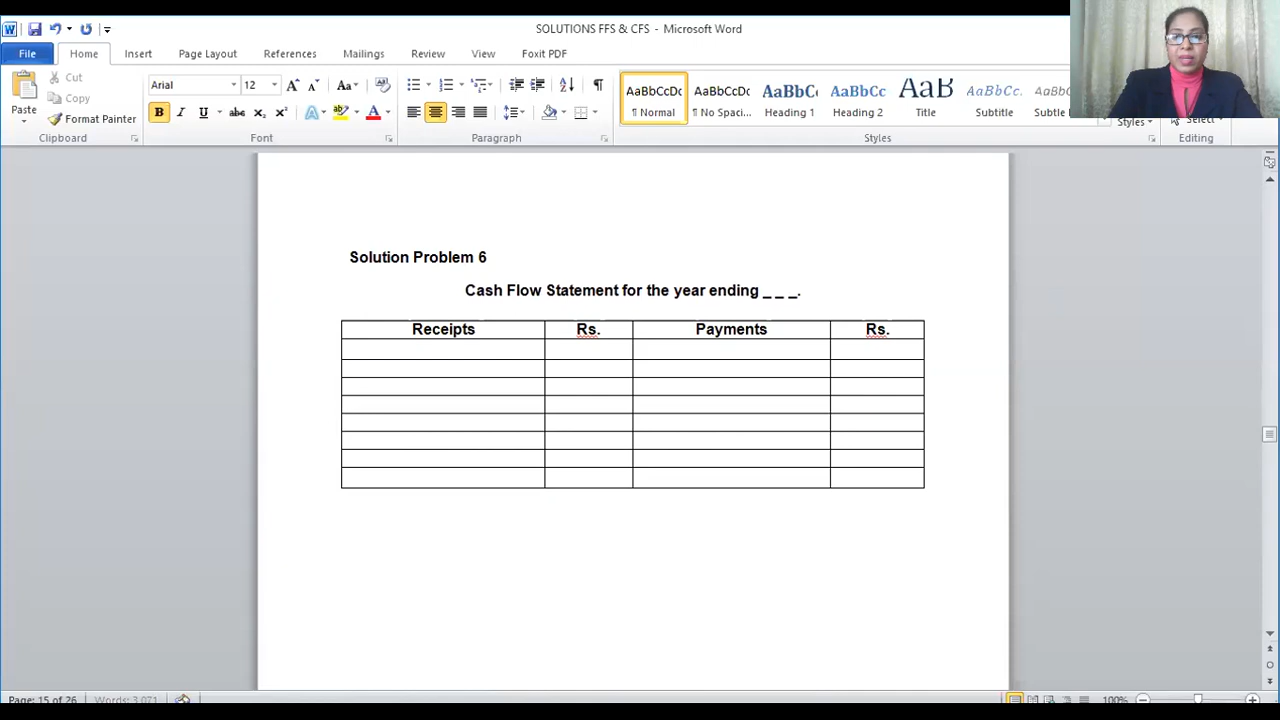 SOLUTIONS FFS & CFS - Microsoft Word
File Home Insert Page Layout References Mailings Review View Foxit PDF
Paste
Cut
Copy
Format Painter
Clipboard
Arial 12
Font
Paragraph
AaBbCcDc AaBbCcDc AaBbC AaBbCc AaB AaBbCc. AaBbCc
¶ Normal ¶ No Spaci... Heading 1 Heading 2 Title Subtitle Subtle
Styles
Styles
Select
Editing
Solution Problem 6
Cash Flow Statement for the year ending _ _ _.
Receipts Rs. Payments Rs.
Page: 15 of 26 Words: 3,071 100%